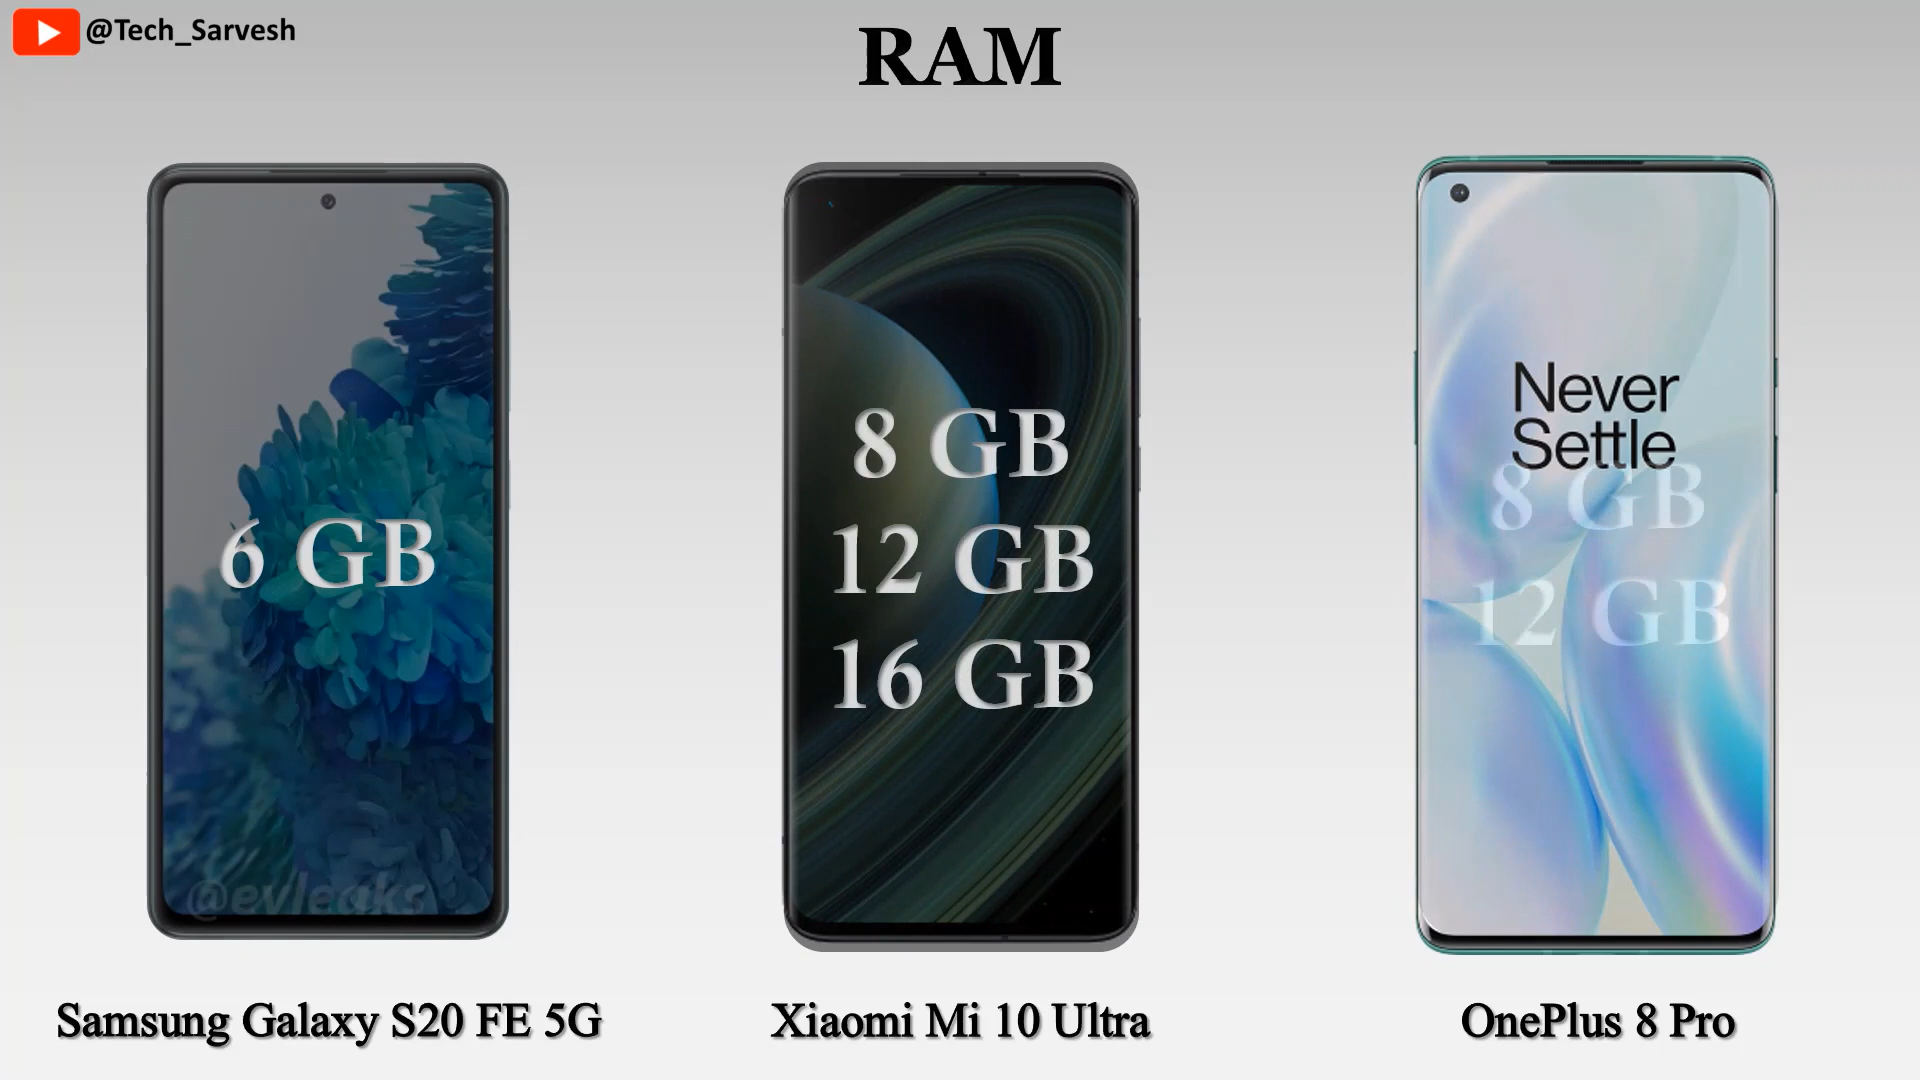 @Tech_Sarvesh
RAM
6 GB
@evleaks
8 GB
12 GB
16 GB
Never
Settle
8 GB
12 GB
Samsung Galaxy S20 FE 5G
Xiaomi Mi 10 Ultra
OnePlus 8 Pro